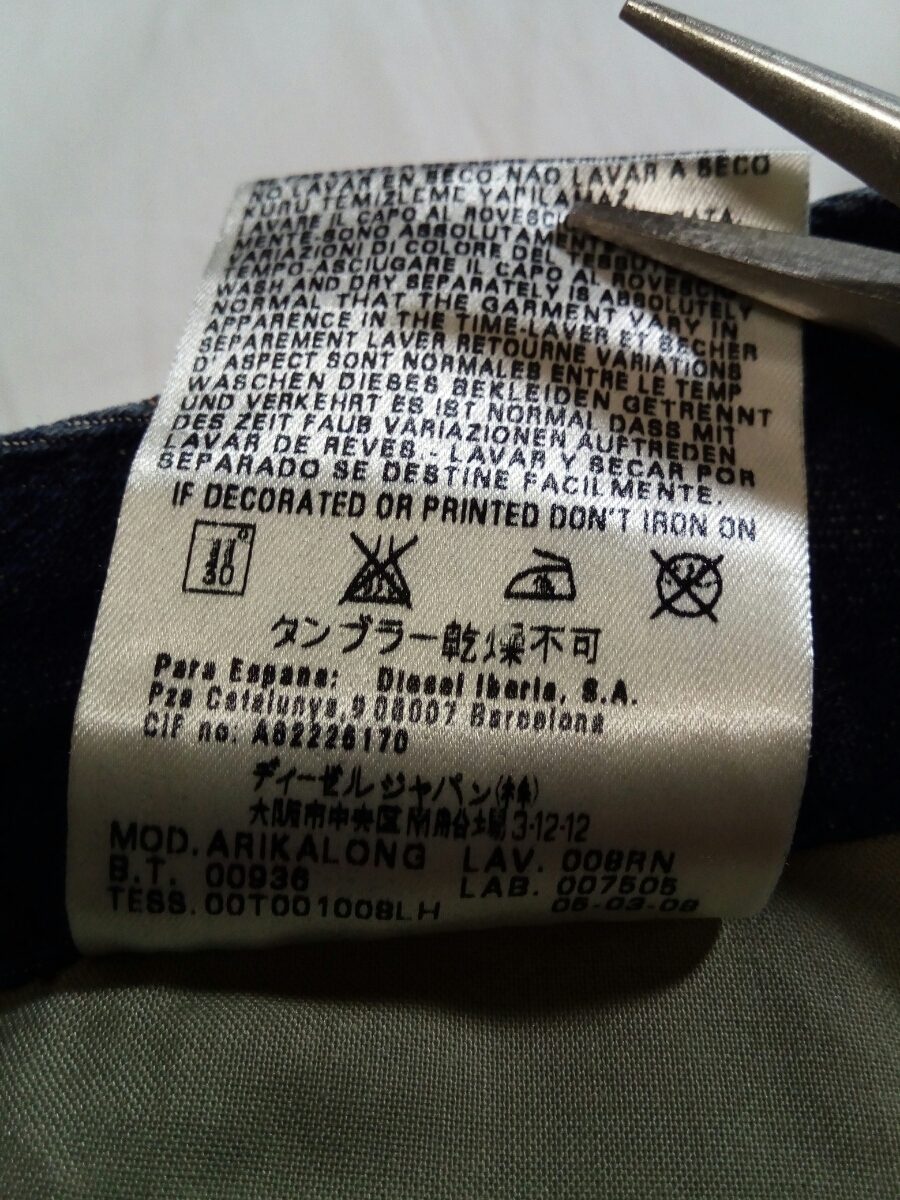 NO LAVAR EN SECO NAO LAVAR A SECO
KURU TEMIZLEME YAPILAMAZ
LAVARE IL CAPO AL ROVESCIO
MENTE-SONO ABSOLUTAMENTE
VARIAZIONI DI COLORE DEL TESSUTO
TEMPO-ASCIUGARE IL CAPO AL ROVESCIO
WASH AND DRY SEPARATELY IS ABSOLUTELY
NORMAL THAT THE GARMENT VARY IN
APPARENCE IN THE TIME-LAVER ET SECHER
SEPAREMENT LAVER RETOURNE VARIATIONS
D'ASPECT SONT NORMALES ENTRE LE TEMP
WASCHEN DIESES BEKLEIDEN GETRENNT
UND VERKEHRT ES IST NORMAL DASS MIT
DES ZEIT FAUB VARIAZIONEN AUFTREDEN
LAVAR DE REVES.- LAVAR Y SECAR POR
SEPARADO SE DESTINE FACILMENTE.
IF DECORATED OR PRINTED DON'T IRON ON
30
タンブラー乾燥不可
Para Espana: Diesel Iberia, S.A.
Pza Catalunya,9 08007 Barcelona
CIF no. A62226170
ディーゼルジャパン(株)
大阪市中央区南船場3-12-12
MOD. ARIKALONG LAV. 008RN
B.T. 00936 LAB. 007505
TESS. 00T001008LH 05-03-09